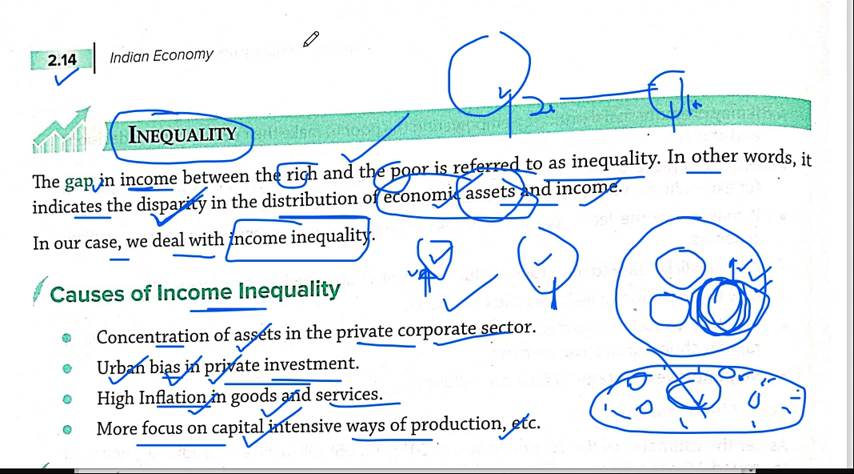 2.14 Indian Economy
INEQUALITY
The gap in income between the rich and the poor is referred to as inequality. In other words, it
indicates the disparity in the distribution of economic assets and income.
In our case, we deal with income inequality.
Causes of Income Inequality
Concentration of assets in the private corporate sector.
Urban bias in private investment.
High Inflation in goods and services.
More focus on capital intensive ways of production, etc.